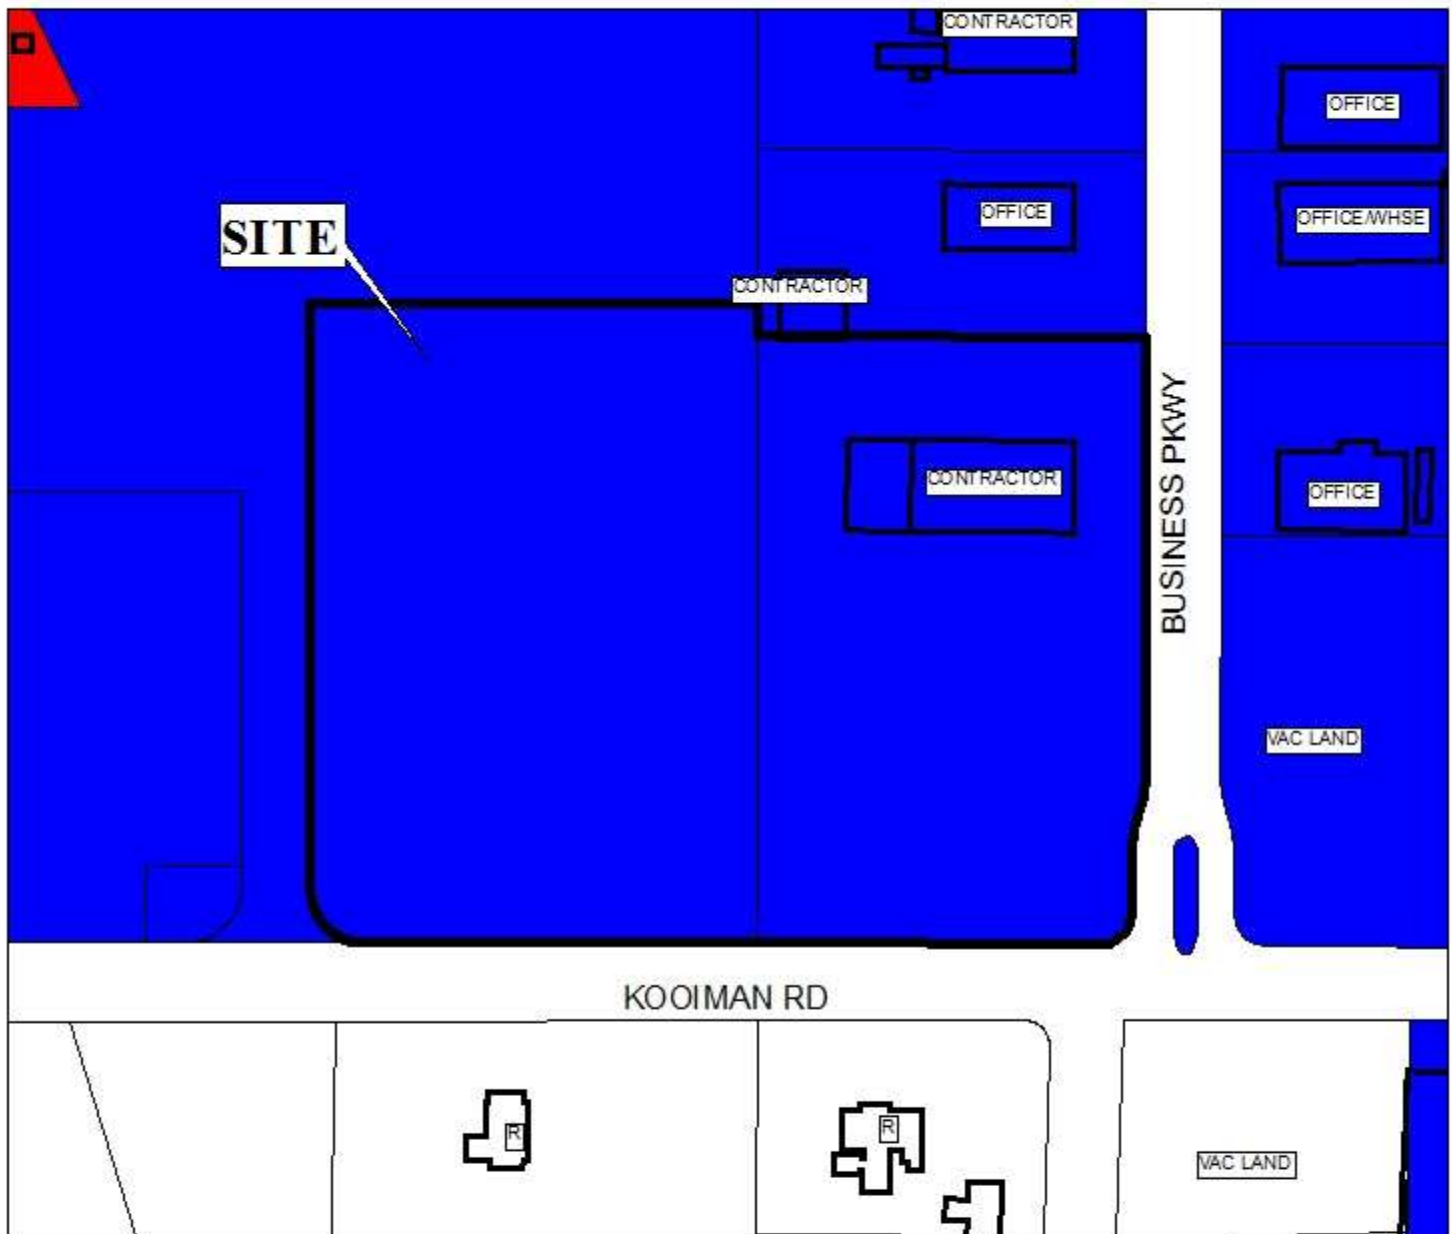 CONTRACTOR
OFFICE
OFFICE
OFFICE/WHSE
SITE
CONTRACTOR
BUSINESS PKWY
CONTRACTOR
OFFICE
VAC LAND
KOOIMAN RD
R
R
VAC LAND